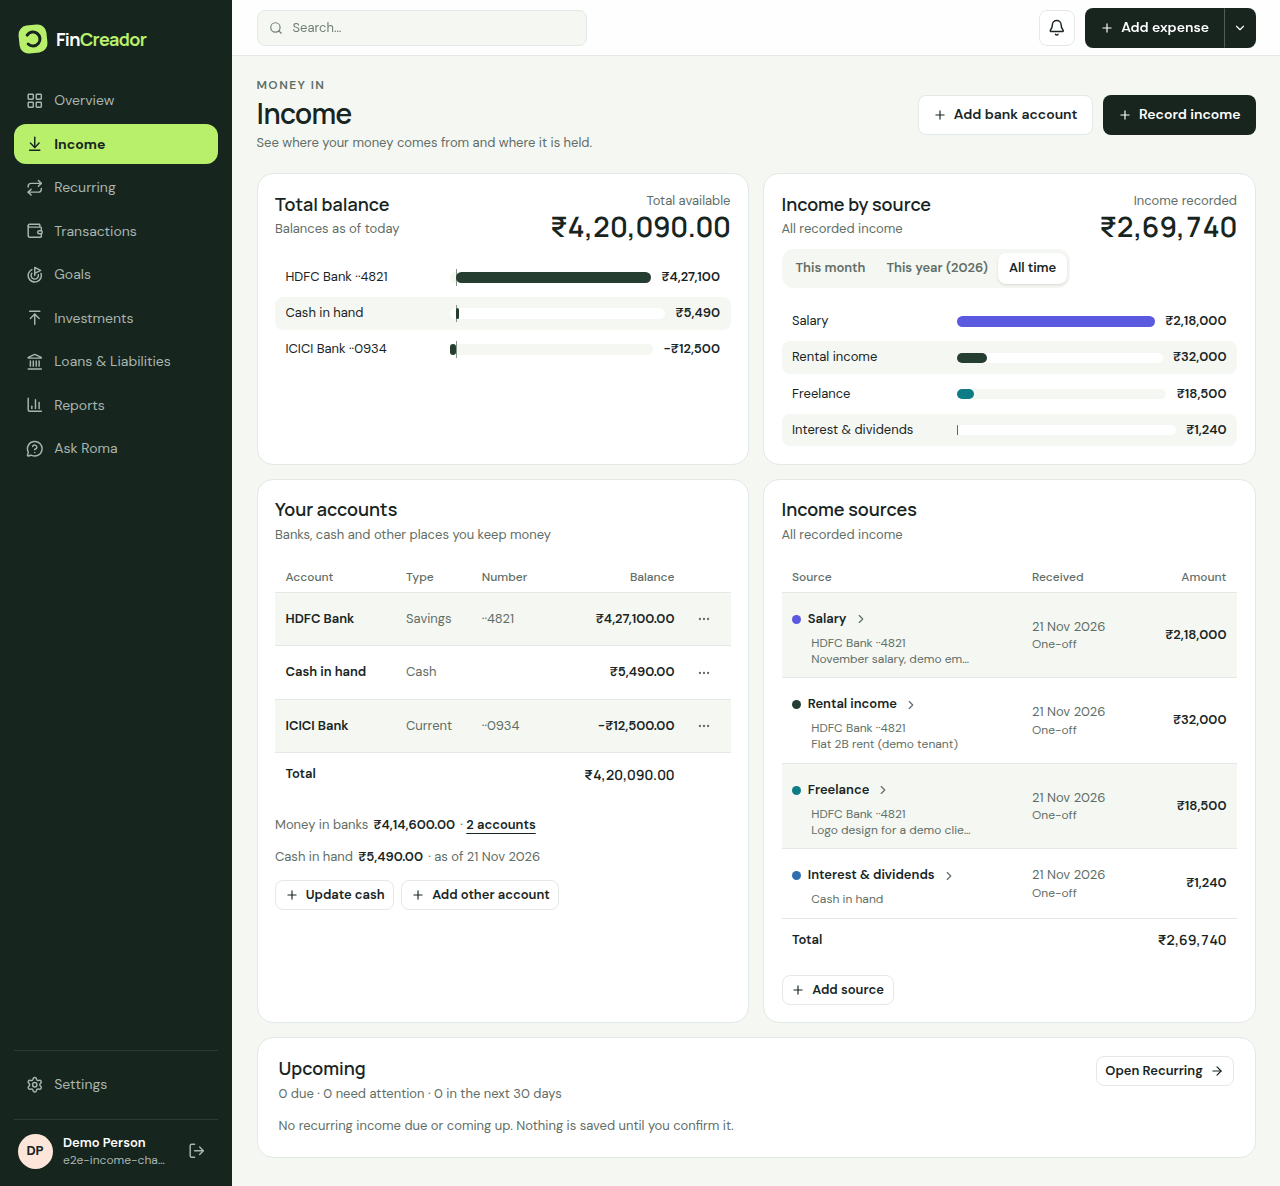 FinCreador
Search...
Add expense
Overview
Income
Recurring
Transactions
Goals
Investments
Loans & Liabilities
Reports
Ask Roma
Settings
DP
Demo Person
e2e-income-cha...
MONEY IN
Income
See where your money comes from and where it is held.
Add bank account
Record income
Total balance
Balances as of today
Total available
₹4,20,090.00
HDFC Bank ··4821
₹4,27,100
Cash in hand
₹5,490
ICICI Bank ··0934
−₹12,500
Income by source
All recorded income
Income recorded
₹2,69,740
This month
This year (2026)
All time
Salary
₹2,18,000
Rental income
₹32,000
Freelance
₹18,500
Interest & dividends
₹1,240
Your accounts
Banks, cash and other places you keep money
Account Type Number Balance
HDFC Bank Savings ··4821 ₹4,27,100.00 ···
Cash in hand Cash ₹5,490.00 ···
ICICI Bank Current ··0934 −₹12,500.00 ···
Total ₹4,20,090.00
Money in banks ₹4,14,600.00 · 2 accounts
Cash in hand ₹5,490.00 · as of 21 Nov 2026
Update cash
Add other account
Income sources
All recorded income
Source Received Amount
Salary
HDFC Bank ··4821
November salary, demo em...
21 Nov 2026
One-off
₹2,18,000
Rental income
HDFC Bank ··4821
Flat 2B rent (demo tenant)
21 Nov 2026
One-off
₹32,000
Freelance
HDFC Bank ··4821
Logo design for a demo clie...
21 Nov 2026
One-off
₹18,500
Interest & dividends
Cash in hand
21 Nov 2026
One-off
₹1,240
Total ₹2,69,740
Add source
Upcoming
0 due · 0 need attention · 0 in the next 30 days
Open Recurring
No recurring income due or coming up. Nothing is saved until you confirm it.